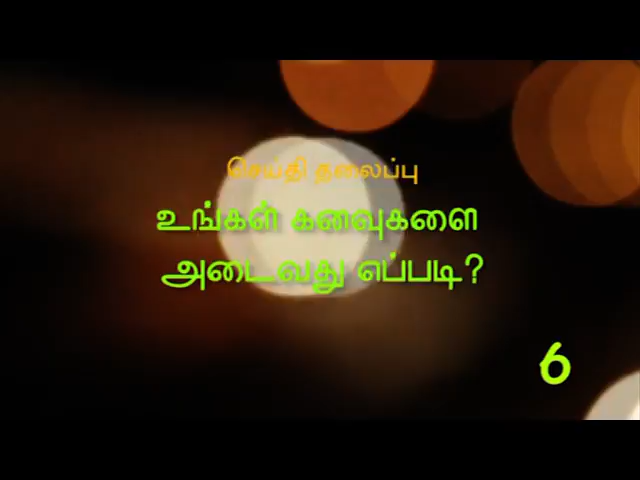 செய்தி தலைப்பு
உங்கள் கனவுகளை
அடைவது எப்படி?
6